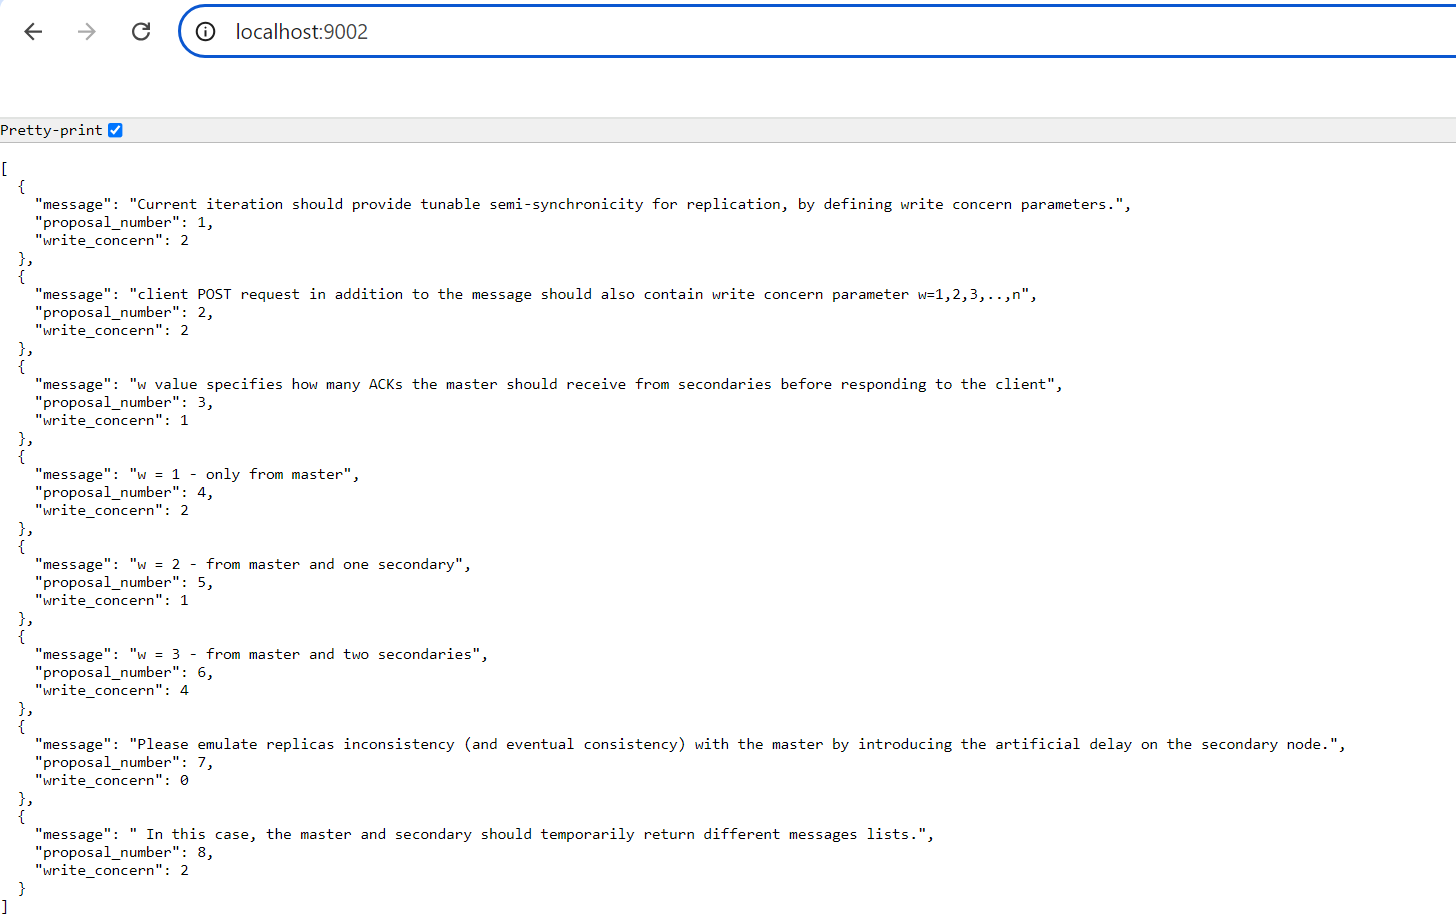 localhost:9002
Pretty-print
[
  {
    "message": "Current iteration should provide tunable semi-synchronicity for replication, by defining write concern parameters.",
    "proposal_number": 1,
    "write_concern": 2
  },
  {
    "message": "client POST request in addition to the message should also contain write concern parameter w=1,2,3,..,n",
    "proposal_number": 2,
    "write_concern": 2
  },
  {
    "message": "w value specifies how many ACKs the master should receive from secondaries before responding to the client",
    "proposal_number": 3,
    "write_concern": 1
  },
  {
    "message": "w = 1 - only from master",
    "proposal_number": 4,
    "write_concern": 2
  },
  {
    "message": "w = 2 - from master and one secondary",
    "proposal_number": 5,
    "write_concern": 1
  },
  {
    "message": "w = 3 - from master and two secondaries",
    "proposal_number": 6,
    "write_concern": 4
  },
  {
    "message": "Please emulate replicas inconsistency (and eventual consistency) with the master by introducing the artificial delay on the secondary node.",
    "proposal_number": 7,
    "write_concern": 0
  },
  {
    "message": " In this case, the master and secondary should temporarily return different messages lists.",
    "proposal_number": 8,
    "write_concern": 2
  }
]